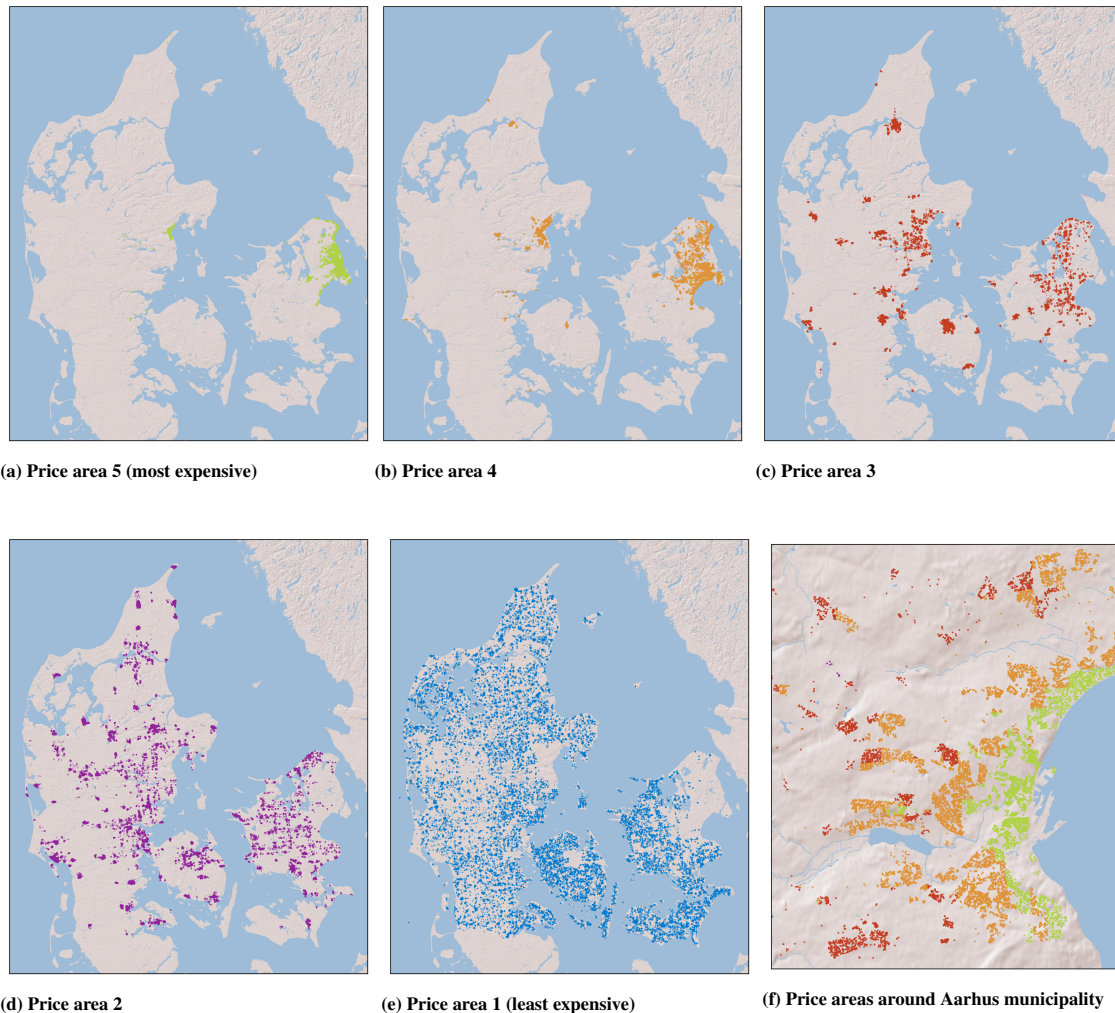 (a) Price area 5 (most expensive)
(b) Price area 4
(c) Price area 3
(d) Price area 2
(e) Price area 1 (least expensive)
(f) Price areas around Aarhus municipality